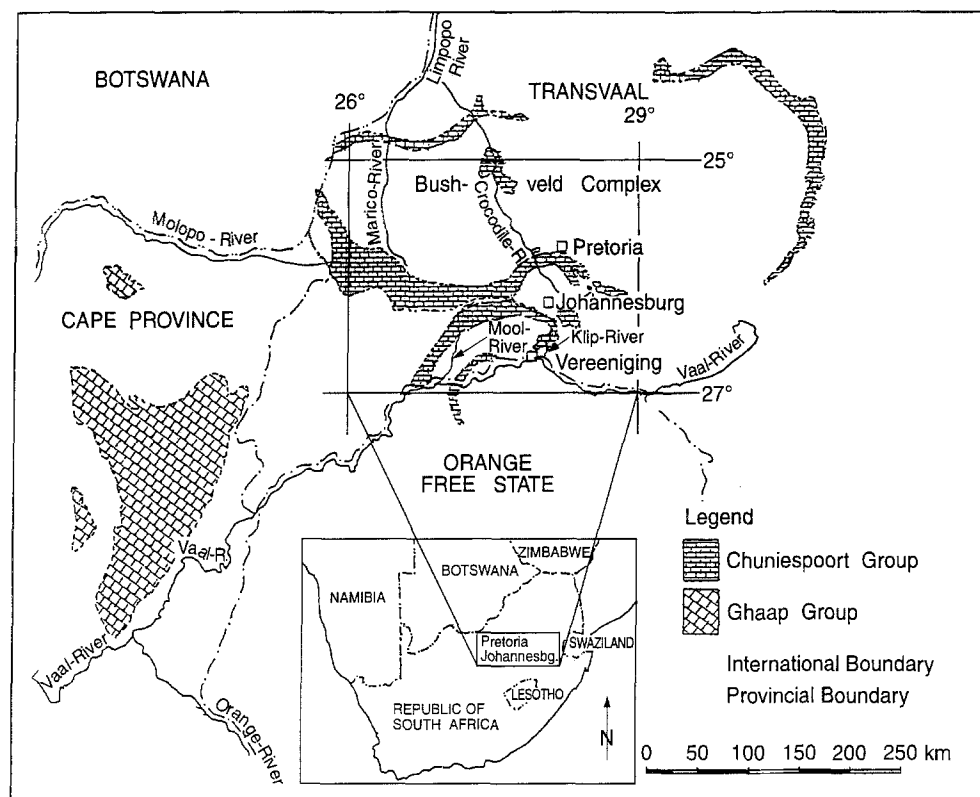 BOTSWANA
Limpopo
River
TRANSVAAL
26°
29°
25°
Bush-
veld Complex
Marico-River
Crocodile-R.
Molopo-River
Pretoria
Johannesburg
CAPE PROVINCE
Mooi-
River
Klip-River
Vereeniging
Vaal-River
27°
ORANGE
FREE STATE
Vaal-R.
Vaal-River
Orange-River
Legend
Chuniespoort Group
Ghaap Group
International Boundary
Provincial Boundary
ZIMBABWE
BOTSWANA
NAMIBIA
Pretoria
Johannesbg.
SWAZILAND
LESOTHO
REPUBLIC OF
SOUTH AFRICA
N
0 50 100 150 200 250 km